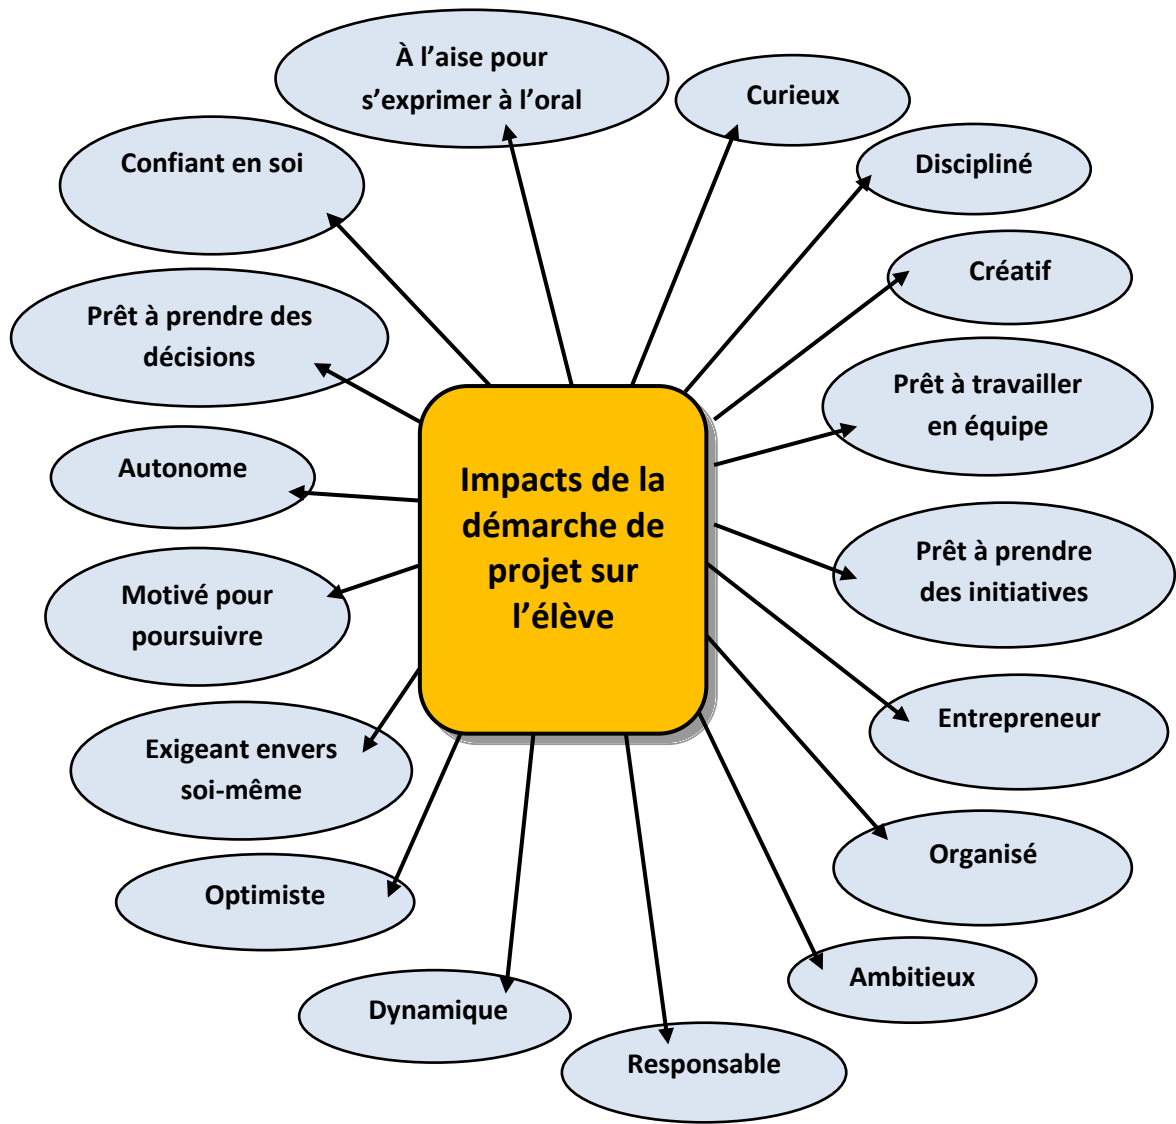 À l’aise pour
s’exprimer à l’oral
Curieux
Discipliné
Créatif
Prêt à travailler
en équipe
Prêt à prendre
des initiatives
Entrepreneur
Organisé
Ambitieux
Responsable
Dynamique
Optimiste
Exigeant envers
soi-même
Motivé pour
poursuivre
Autonome
Prêt à prendre des
décisions
Confiant en soi
Impacts de la
démarche de
projet sur
l’élève